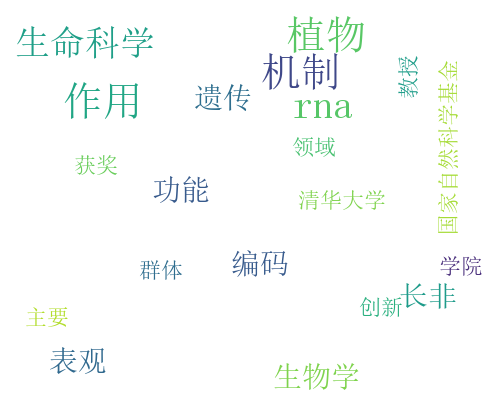 生命科学
植物
机制
作用
遗传
rna
教授
国家自然科学基金
领域
获奖
功能
清华大学
群体
编码
学院
长非
创新
主要
表观
生物学